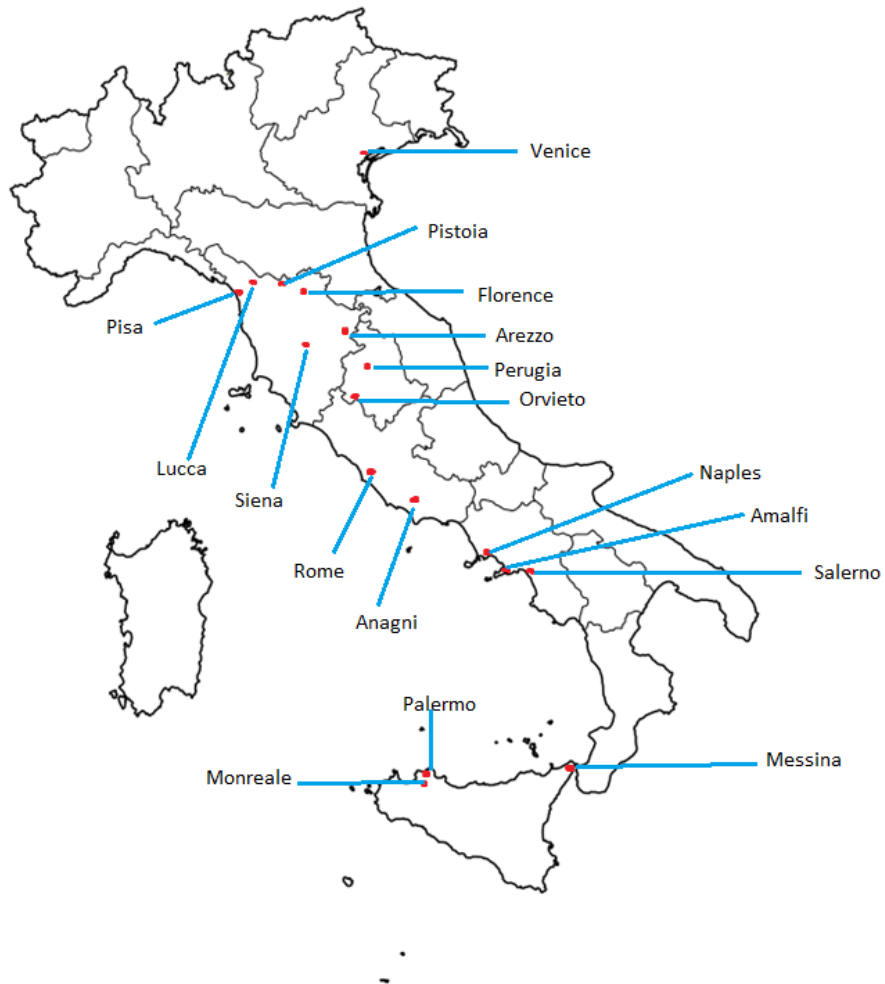 Venice
Pistoia
Florence
Pisa
Arezzo
Perugia
Orvieto
Lucca
Siena
Naples
Amalfi
Rome
Salerno
Anagni
Palermo
Messina
Monreale